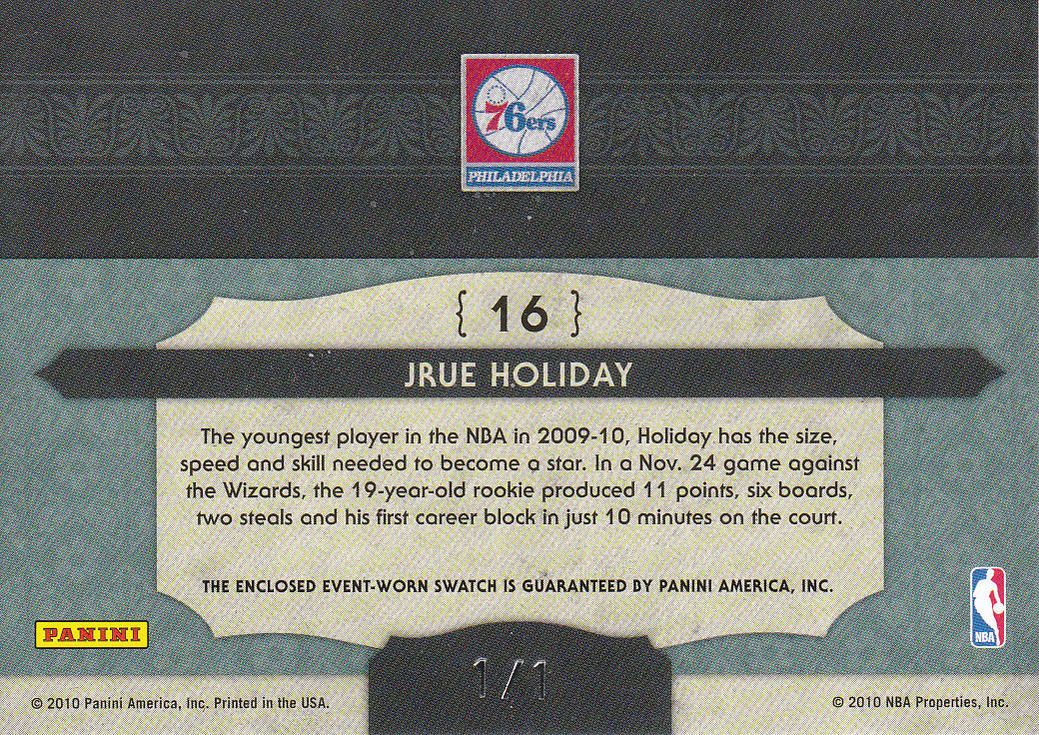 76ers
PHILADELPHIA
{ 16 }
JRUE HOLIDAY
The youngest player in the NBA in 2009-10, Holiday has the size,
speed and skill needed to become a star. In a Nov. 24 game against
the Wizards, the 19-year-old rookie produced 11 points, six boards,
two steals and his first career block in just 10 minutes on the court.
THE ENCLOSED EVENT-WORN SWATCH IS GUARANTEED BY PANINI AMERICA, INC.
PANINI
NBA
1/1
© 2010 Panini America, Inc. Printed in the USA.
© 2010 NBA Properties, Inc.